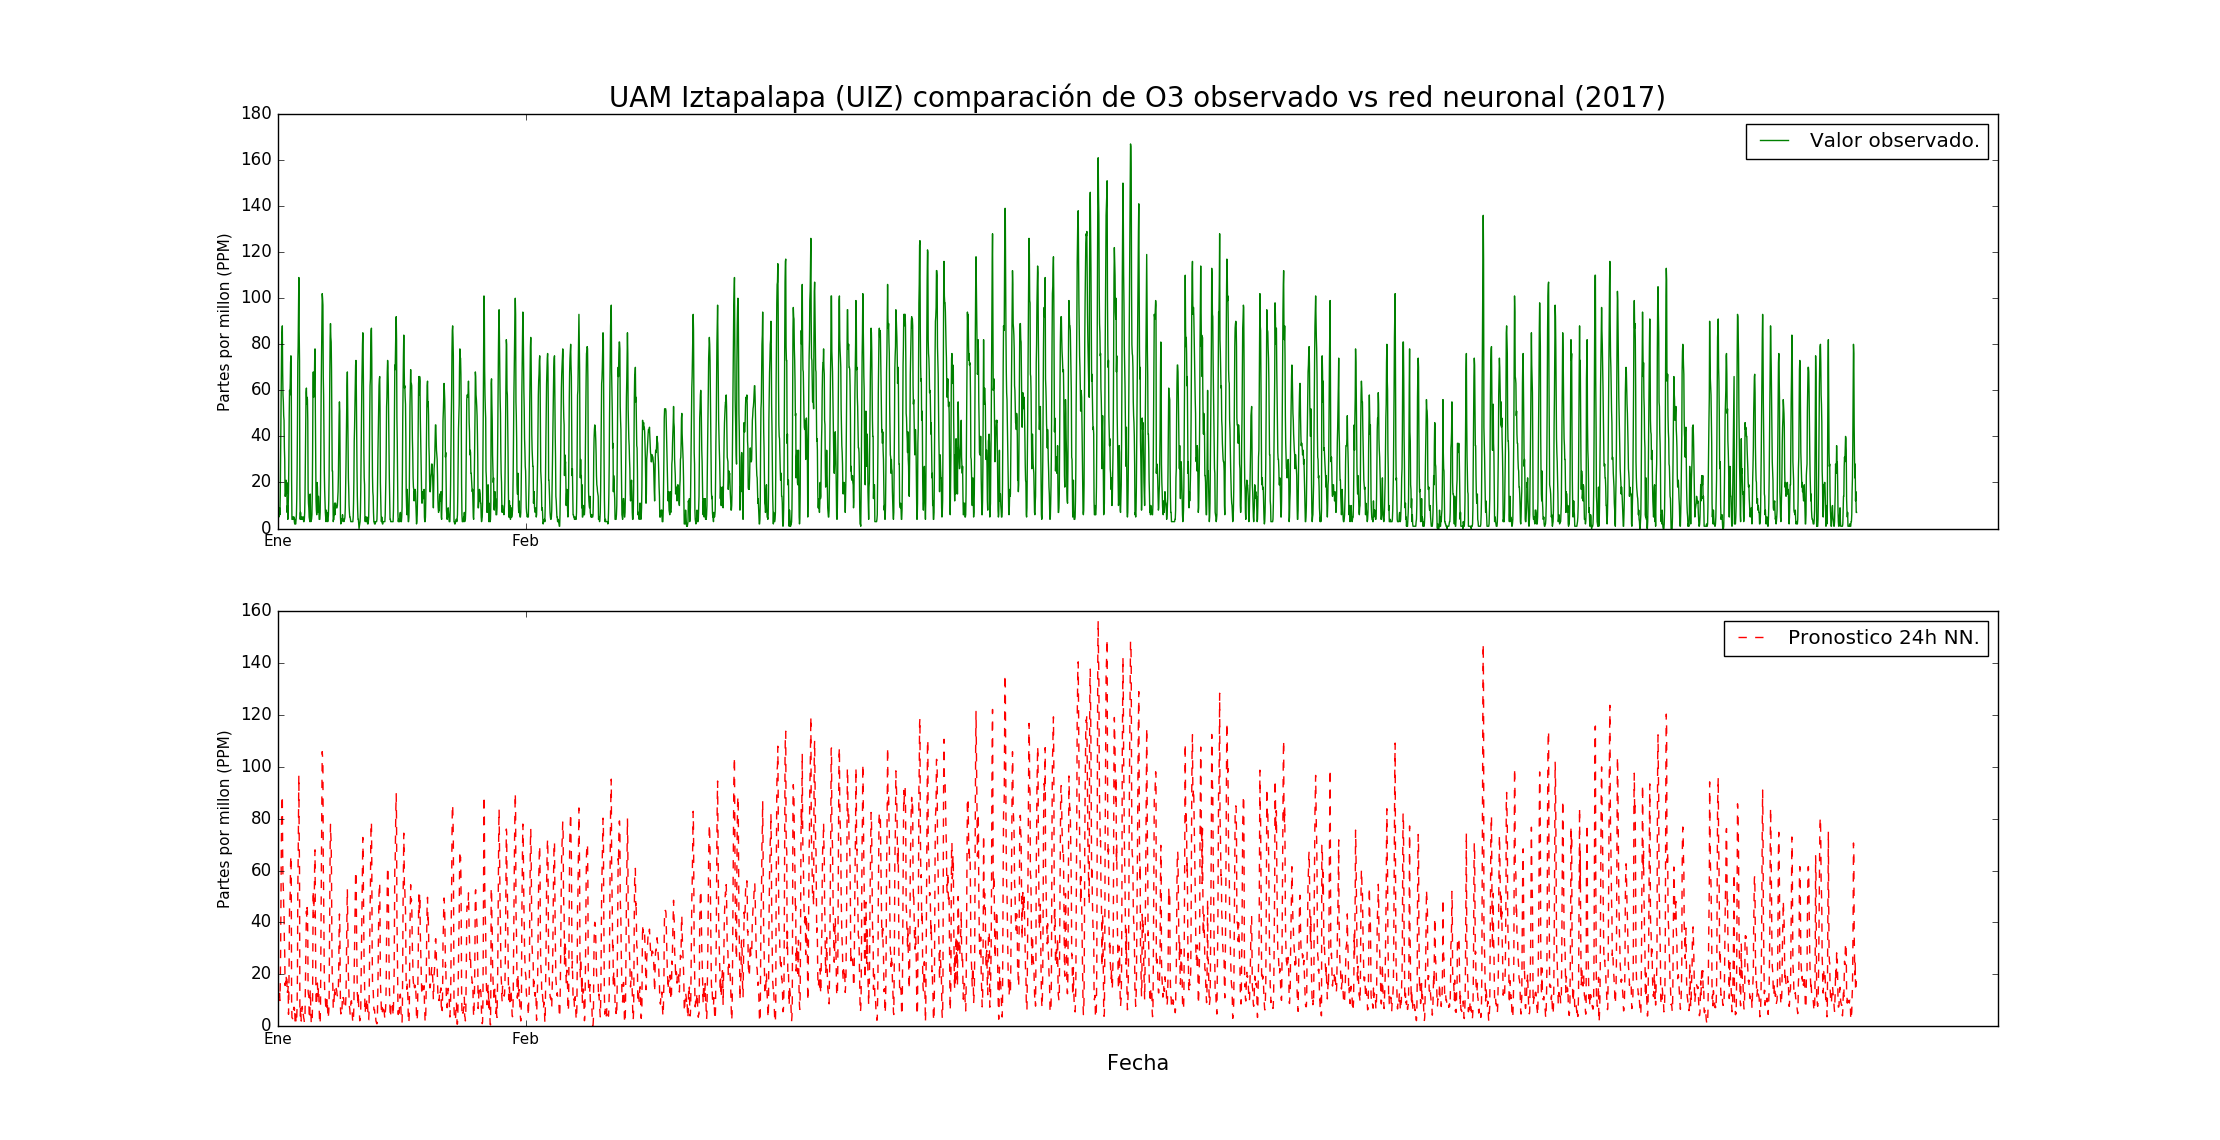 UAM Iztapalapa (UIZ) comparación de O3 observado vs red neuronal (2017)
180
160
140
120
100
80
60
40
20
0
Partes por millon (PPM)
Valor observado.
Ene
Feb
160
140
120
100
80
60
40
20
0
Partes por millon (PPM)
Pronostico 24h NN.
Ene
Feb
Fecha